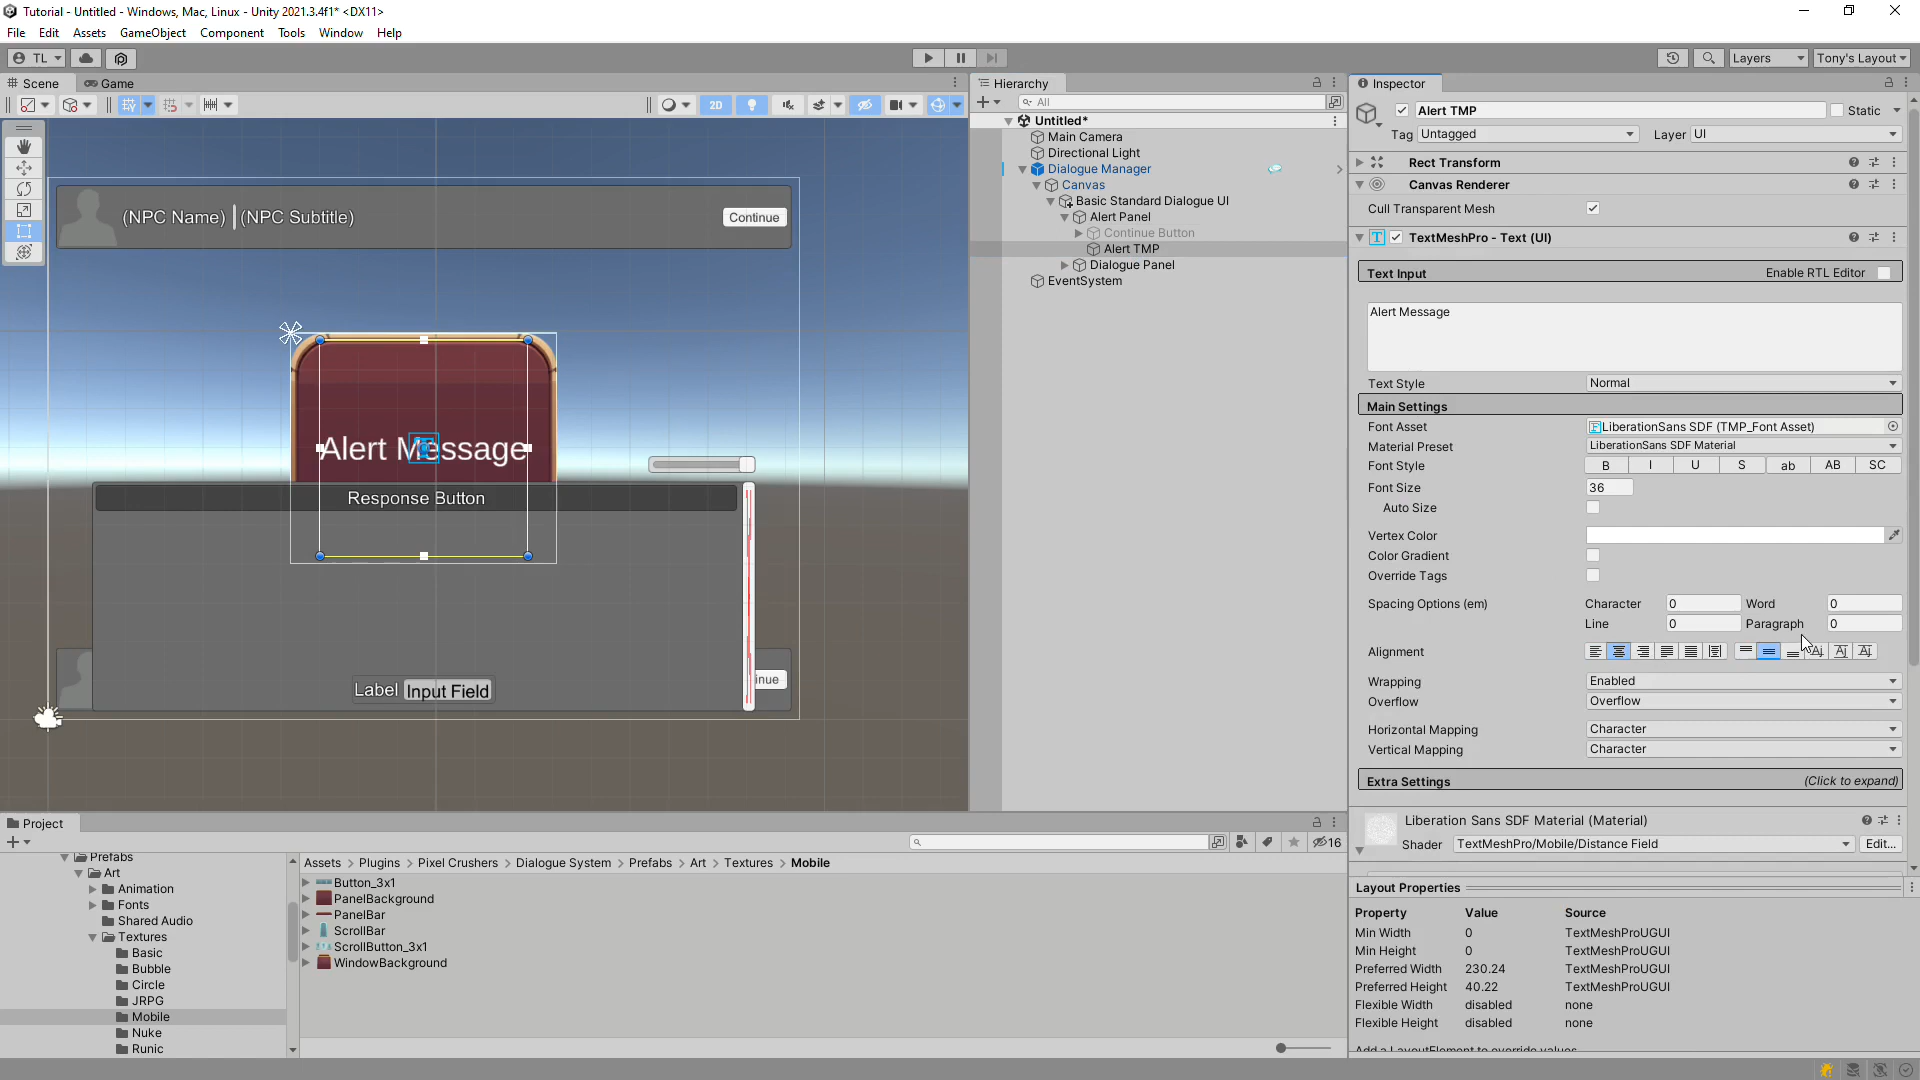 Tutorial - Untitled - Windows, Mac, Linux - Unity 2021.3.4f1* <DX11>
File Edit Assets GameObject Component Tools Window Help
TL
Layers
Tony's Layout
Scene
Game
2D
(NPC Name) (NPC Subtitle)
Continue
Alert Message
Response Button
Label Input Field
inue
Hierarchy
All
Untitled*
Main Camera
Directional Light
Dialogue Manager
Canvas
Basic Standard Dialogue UI
Alert Panel
Continue Button
Alert TMP
Dialogue Panel
EventSystem
Inspector
Alert TMP
Static
Tag Untagged
Layer UI
Rect Transform
Canvas Renderer
Cull Transparent Mesh
TextMeshPro - Text (UI)
Text Input
Enable RTL Editor
Alert Message
Text Style Normal
Main Settings
Font Asset LiberationSans SDF (TMP_Font Asset)
Material Preset LiberationSans SDF Material
Font Style B I U S ab AB SC
Font Size 36
Auto Size
Vertex Color
Color Gradient
Override Tags
Spacing Options (em) Character 0 Word 0
Line 0 Paragraph 0
Alignment
Wrapping Enabled
Overflow Overflow
Horizontal Mapping Character
Vertical Mapping Character
Extra Settings (Click to expand)
Liberation Sans SDF Material (Material)
Shader TextMeshPro/Mobile/Distance Field Edit...
Layout Properties
Property Value Source
Min Width 0 TextMeshProUGUI
Min Height 0 TextMeshProUGUI
Preferred Width 230.24 TextMeshProUGUI
Preferred Height 40.22 TextMeshProUGUI
Flexible Width disabled none
Flexible Height disabled none
Add a LayoutElement to override values
Project
16
Prefabs
Art
Animation
Fonts
Shared Audio
Textures
Basic
Bubble
Circle
JRPG
Mobile
Nuke
Runic
Assets > Plugins > Pixel Crushers > Dialogue System > Prefabs > Art > Textures > Mobile
Button_3x1
PanelBackground
PanelBar
ScrollBar
ScrollButton_3x1
WindowBackground